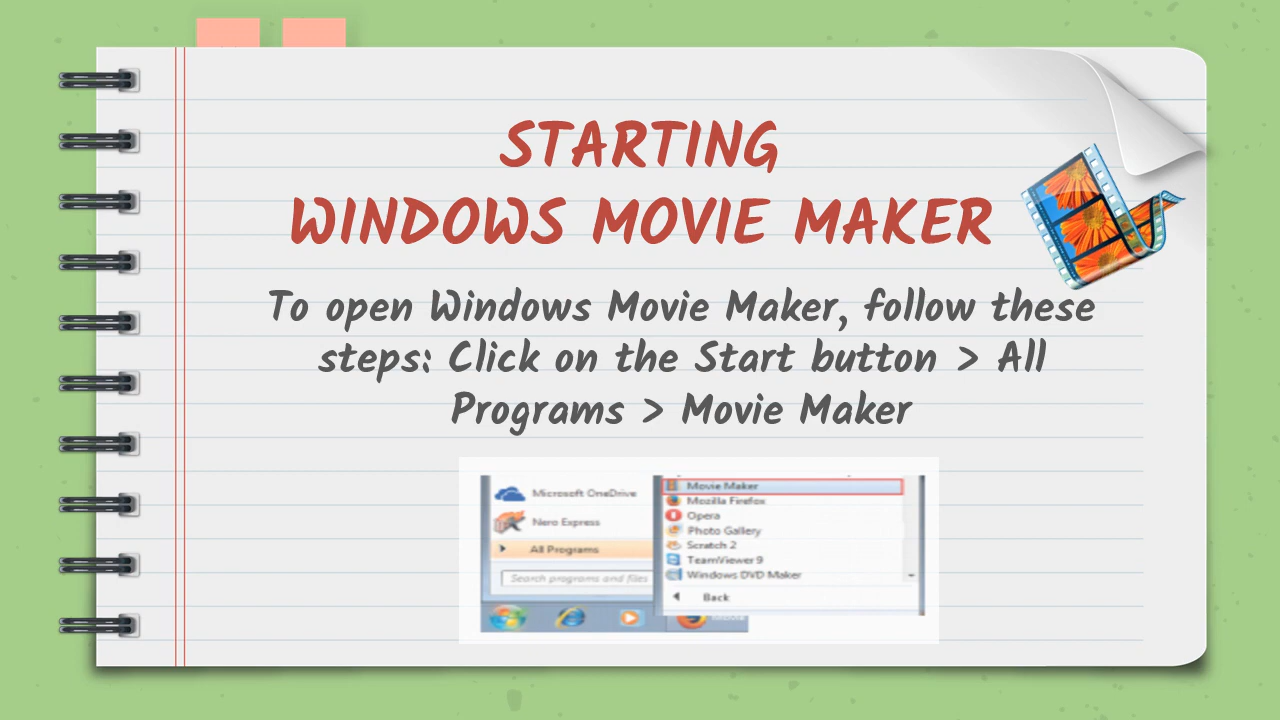 STARTING
WINDOWS MOVIE MAKER
To open Windows Movie Maker, follow these
steps: Click on the Start button > All
Programs > Movie Maker
Microsoft OneDrive
Nero Express
All Programs
Search programs and files
Movie Maker
Mozilla Firefox
Opera
Photo Gallery
Scratch 2
TeamViewer 9
Windows DVD Maker
Back